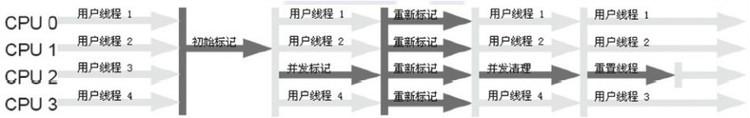 CPU 0 用户线程 1 用户线程 1 重新标记 用户线程 1 用户线程 1
CPU 1 用户线程 2 初始标记 用户线程 2 重新标记 用户线程 2 用户线程 2
CPU 2 用户线程 3 并发标记 重新标记 并发清理 重置线程
CPU 3 用户线程 4 用户线程 4 重新标记 用户线程 4 用户线程 3